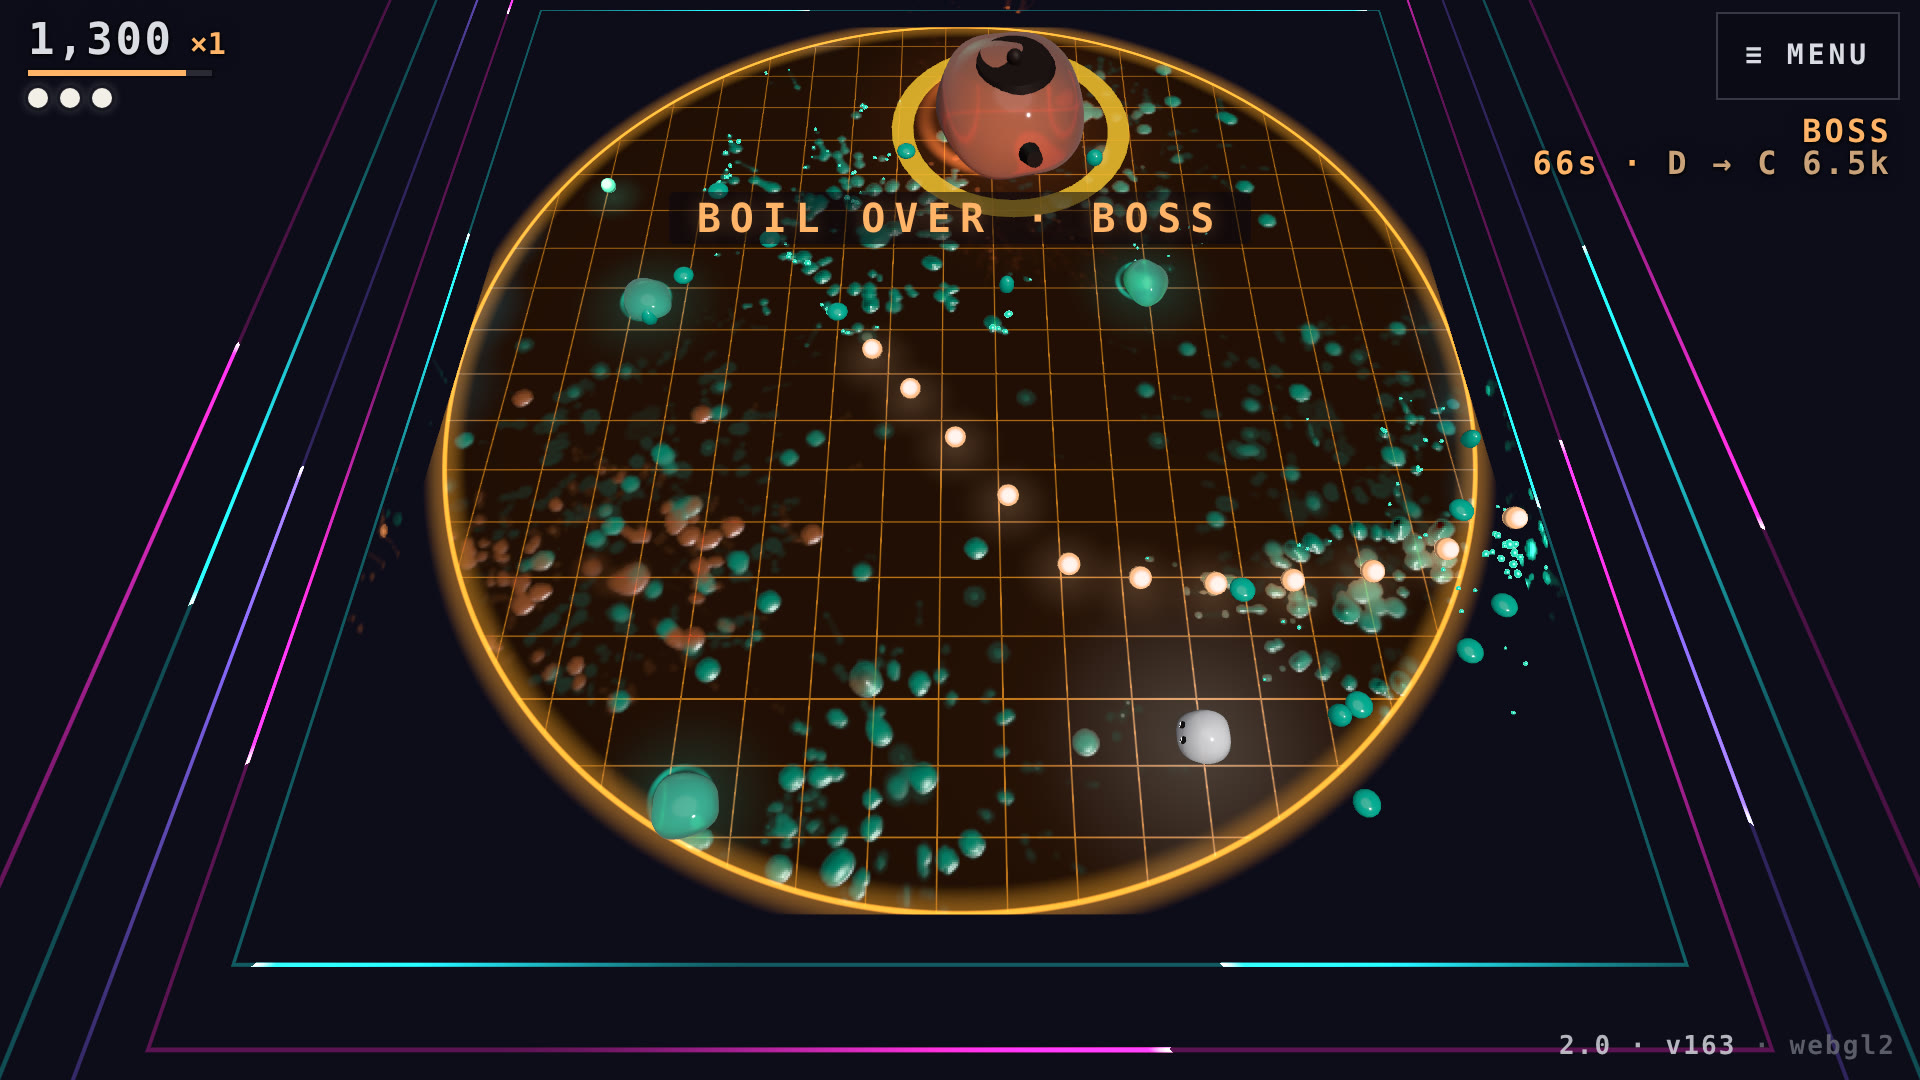 1,300 ×1
≡ MENU
BOSS
66s · D → C 6.5k
BOIL OVER · BOSS
2.0 · v163 · webgl2